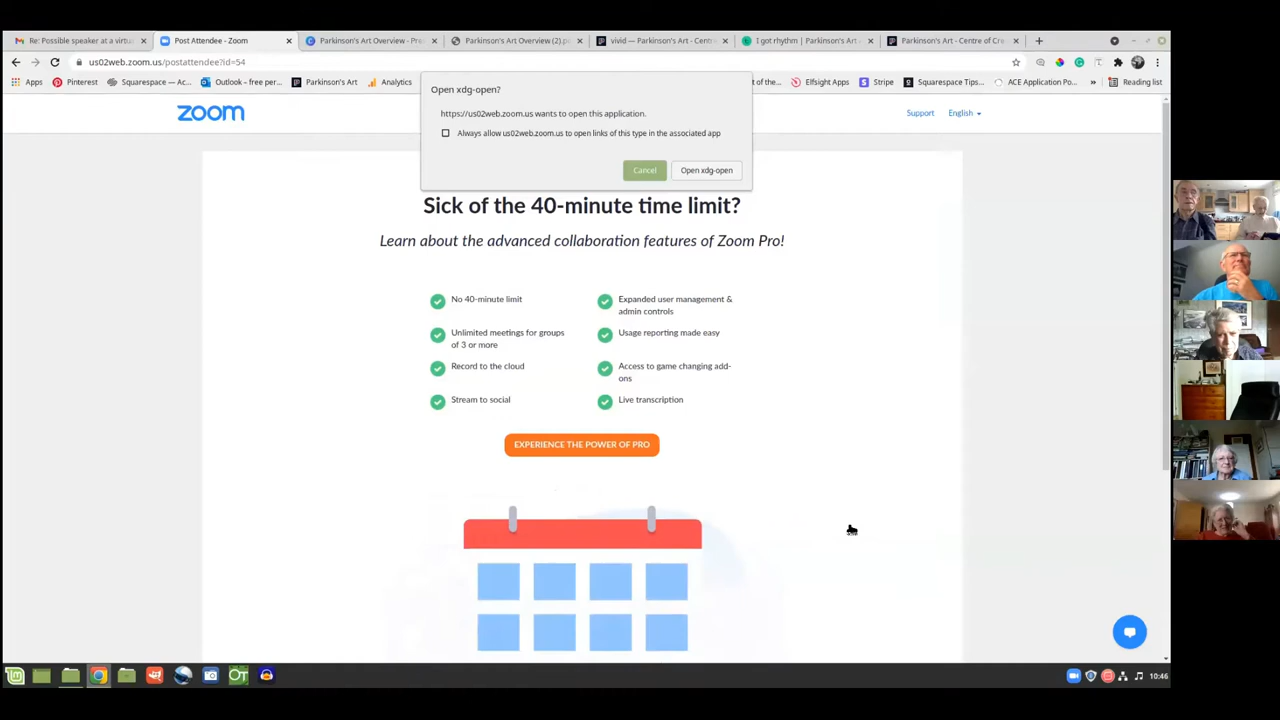 Re: Possible speaker at a virtu
Post Attendee - Zoom
Parkinson's Art Overview - Pre
Parkinson's Art Overview (2).p
vivid — Parkinson's Art - Centr
I got rhythm | Parkinson's Art
Parkinson's Art - Centre of Cre
us02web.zoom.us/postattendee?id=54
Apps
Pinterest
Squarespace — Ac...
Outlook – free per...
Parkinson's Art
Analytics
of the...
Elfsight Apps
Stripe
Squarespace Tips...
ACE Application Po...
Reading list
Open xdg-open?
https://us02web.zoom.us wants to open this application.
Always allow us02web.zoom.us to open links of this type in the associated app
Cancel
Open xdg-open
zoom
Support
English
Sick of the 40-minute time limit?
Learn about the advanced collaboration features of Zoom Pro!
No 40-minute limit
Expanded user management &
admin controls
Unlimited meetings for groups
of 3 or more
Usage reporting made easy
Record to the cloud
Access to game changing add-
ons
Stream to social
Live transcription
EXPERIENCE THE POWER OF PRO
OT
10:46